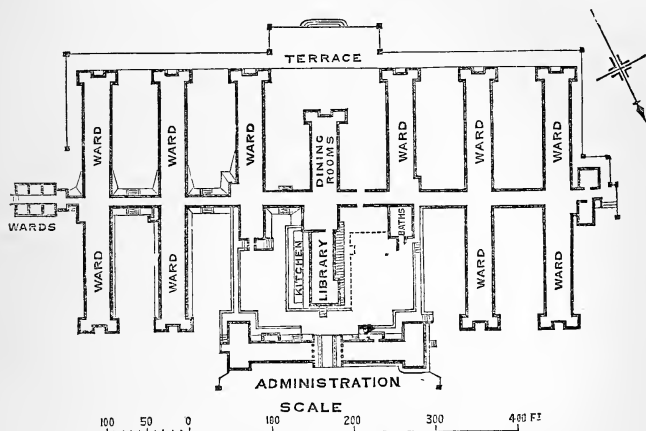 TERRACE
WARD
WARD
WARD
DINING
ROOMS
WARD
WARD
WARD
WARDS
WARD
WARD
KITCHEN
LIBRARY
BATHS
WARD
WARD
ADMINISTRATION
SCALE
100 50 0 100 200 300 400 FT